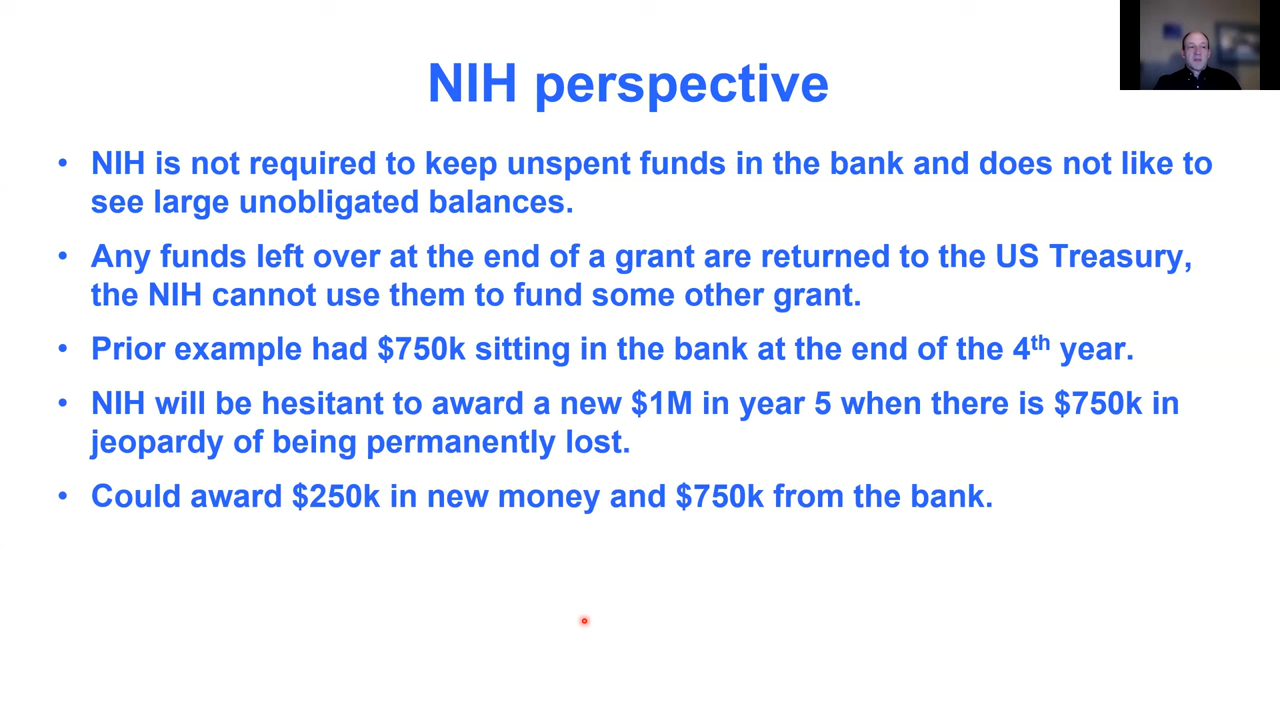 NIH perspective
• NIH is not required to keep unspent funds in the bank and does not like to
see large unobligated balances.
• Any funds left over at the end of a grant are returned to the US Treasury,
the NIH cannot use them to fund some other grant.
• Prior example had $750k sitting in the bank at the end of the 4th year.
• NIH will be hesitant to award a new $1M in year 5 when there is $750k in
jeopardy of being permanently lost.
• Could award $250k in new money and $750k from the bank.